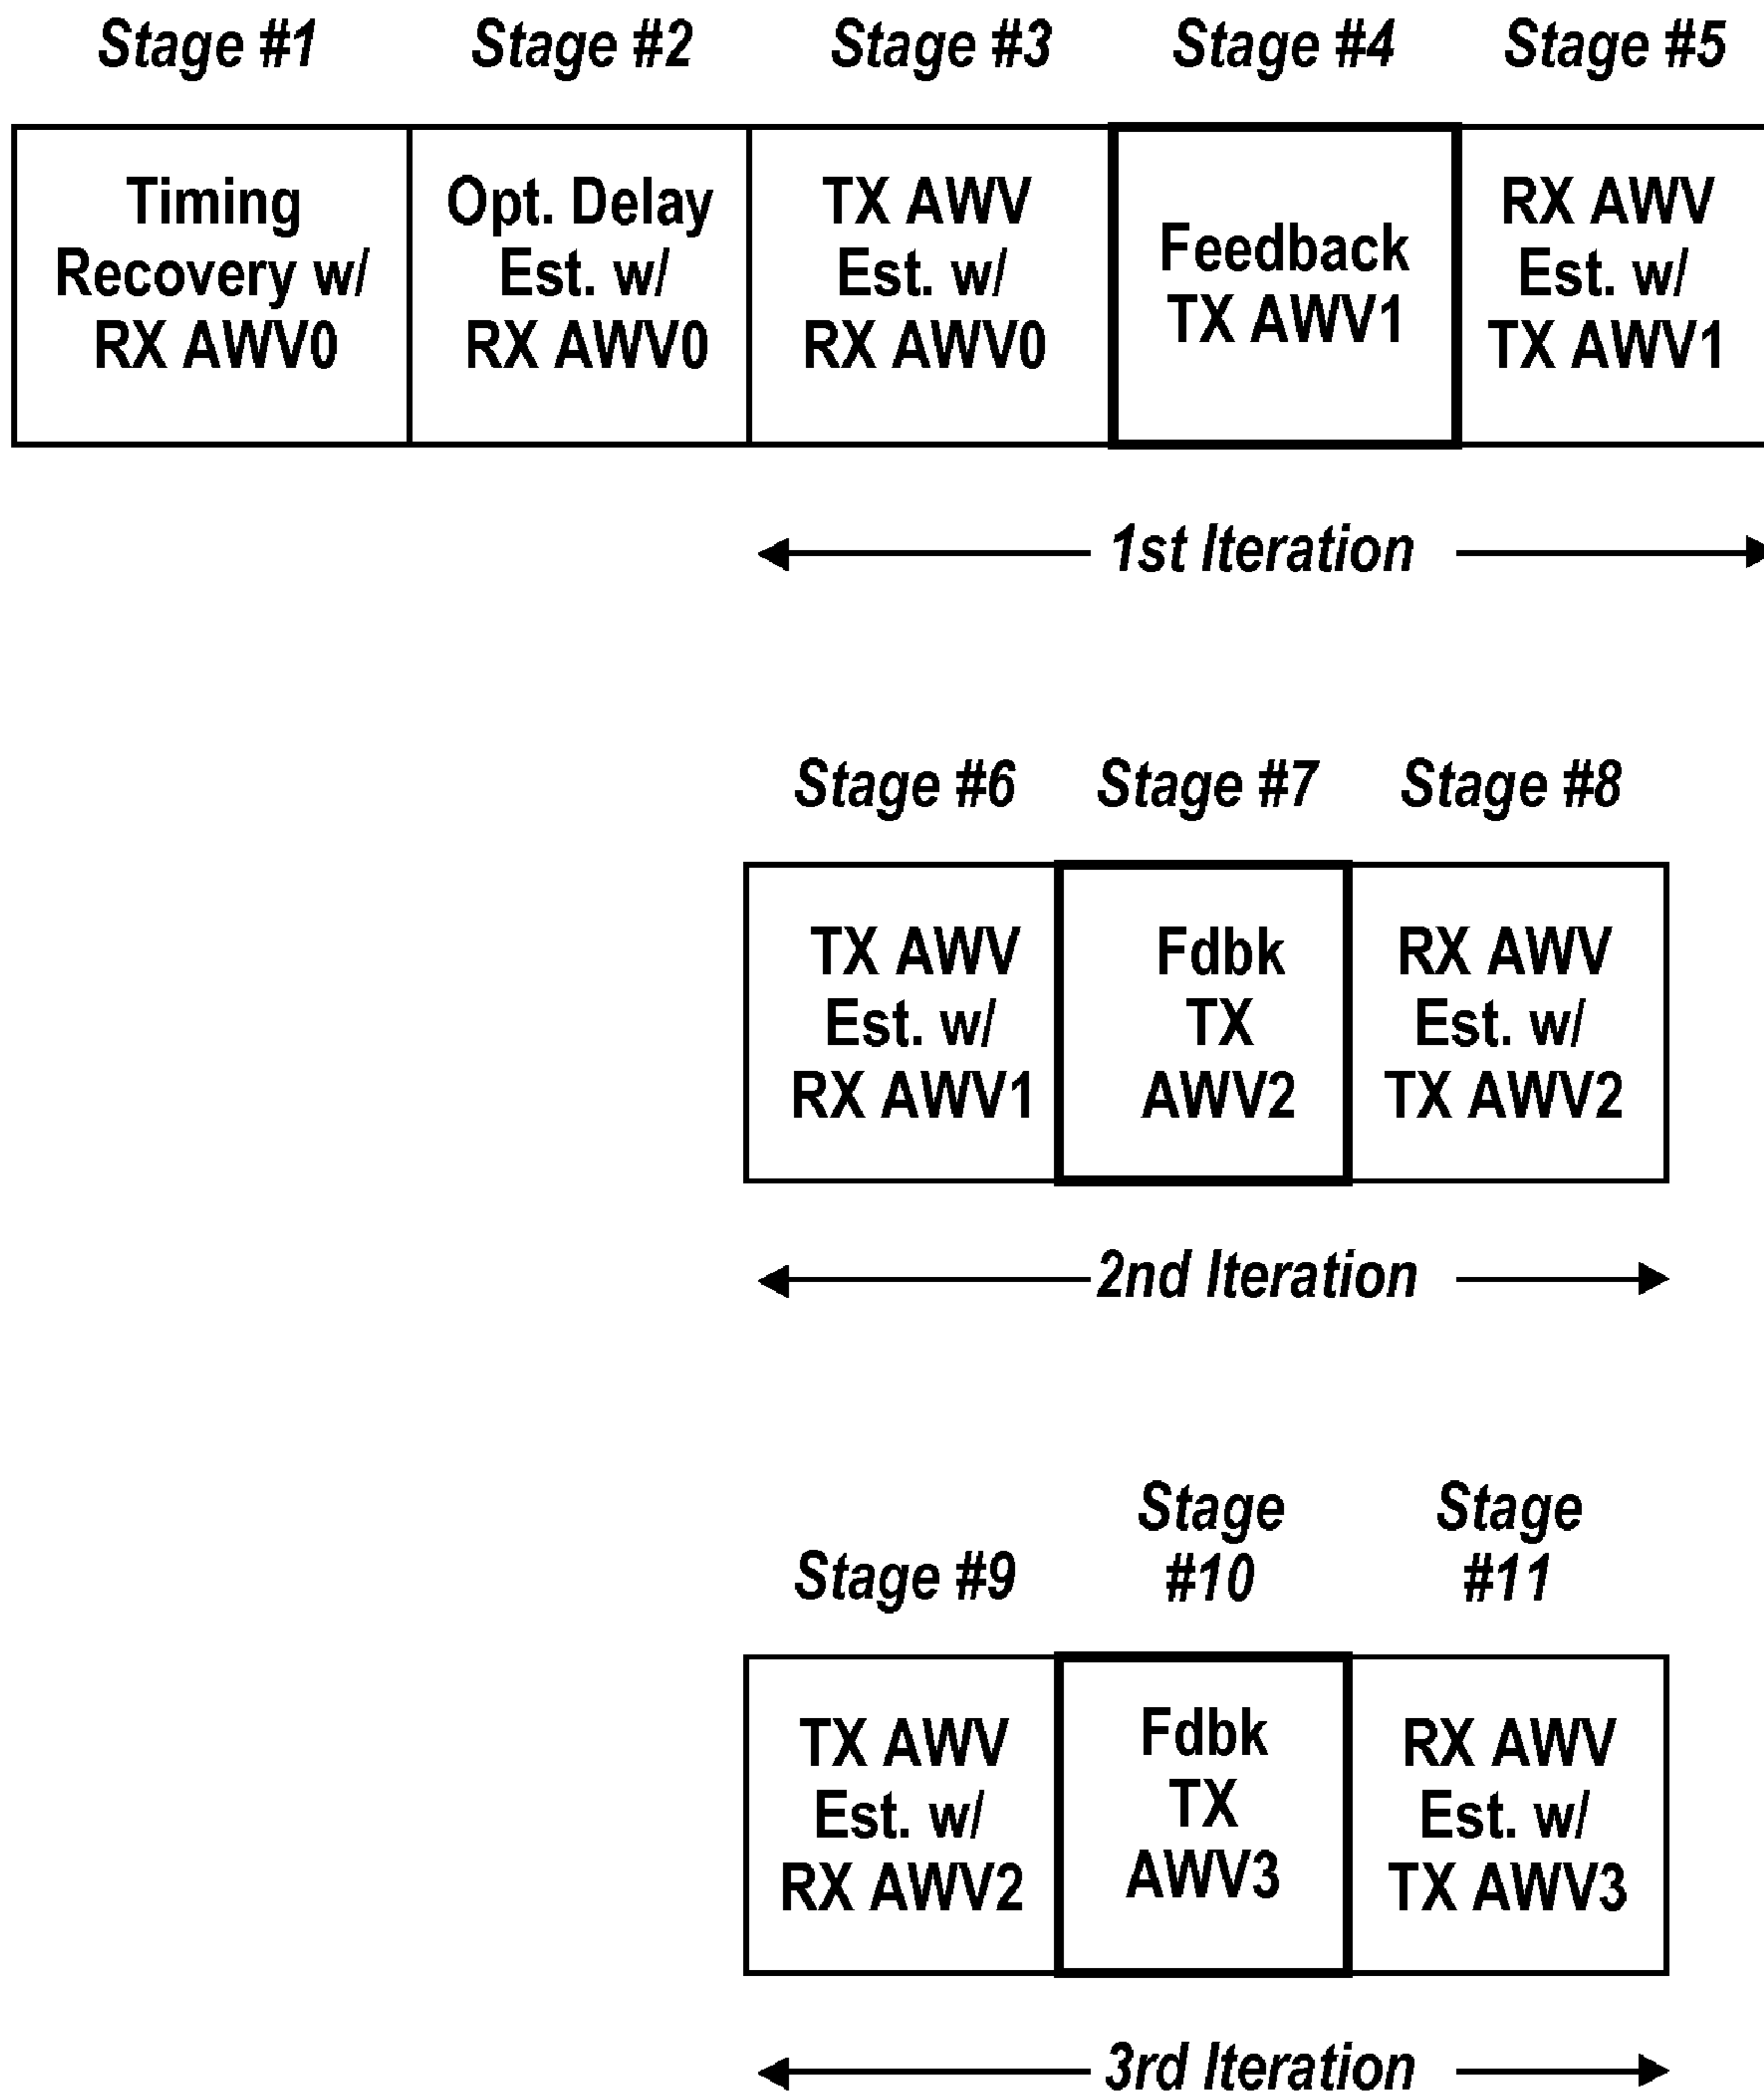 Stage #1
Stage #2
Stage #3
Stage #4
Stage #5
Timing
Recovery w/
RX AWV0
Opt. Delay
Est. w/
RX AWV0
TX AWV
Est. w/
RX AWV0
Feedback
TX AWV1
RX AWV
Est. w/
TX AWV1
1st Iteration
Stage #6
Stage #7
Stage #8
TX AWV
Est. w/
RX AWV1
Fdbk
TX
AWV2
RX AWV
Est. w/
TX AWV2
2nd Iteration
Stage #9
Stage
#10
Stage
#11
TX AWV
Est. w/
RX AWV2
Fdbk
TX
AWV3
RX AWV
Est. w/
TX AWV3
3rd Iteration